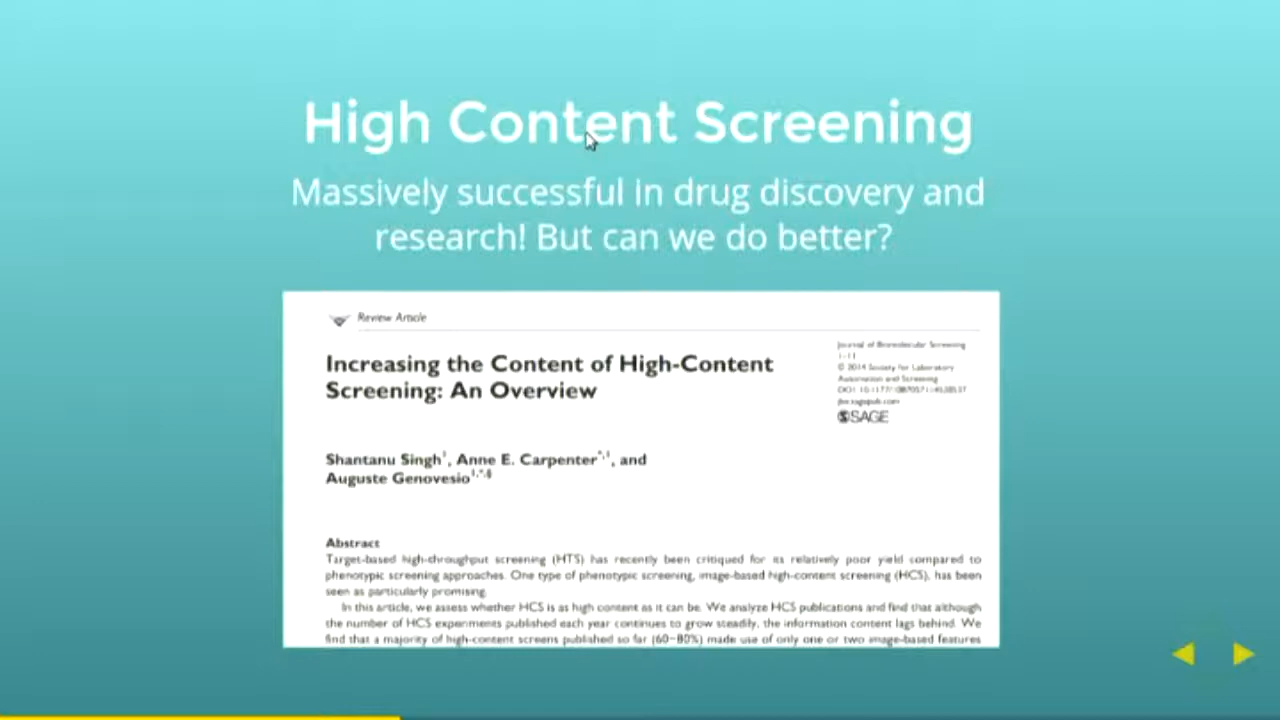 High Content Screening
Massively successful in drug discovery and
research! But can we do better?
Review Article
Increasing the Content of High-Content
Screening: An Overview
Journal of Biomolecular Screening
1–11
© 2014 Society for Laboratory
Automation and Screening
jbx.sagepub.com
SAGE
Shantanu Singh¹, Anne E. Carpenter*,¹, and
Auguste Genovesio
Abstract
Target-based high-throughput screening (HTS) has recently been critiqued for its relatively poor yield compared to
phenotypic screening approaches. One type of phenotypic screening, image-based high-content screening (HCS), has been
seen as particularly promising.
In this article, we assess whether HCS is as high content as it can be. We analyze HCS publications and find that although
the number of HCS experiments published each year continues to grow steadily, the information content lags behind. We
find that a majority of high-content screens published so far (60–80%) made use of only one or two image-based features